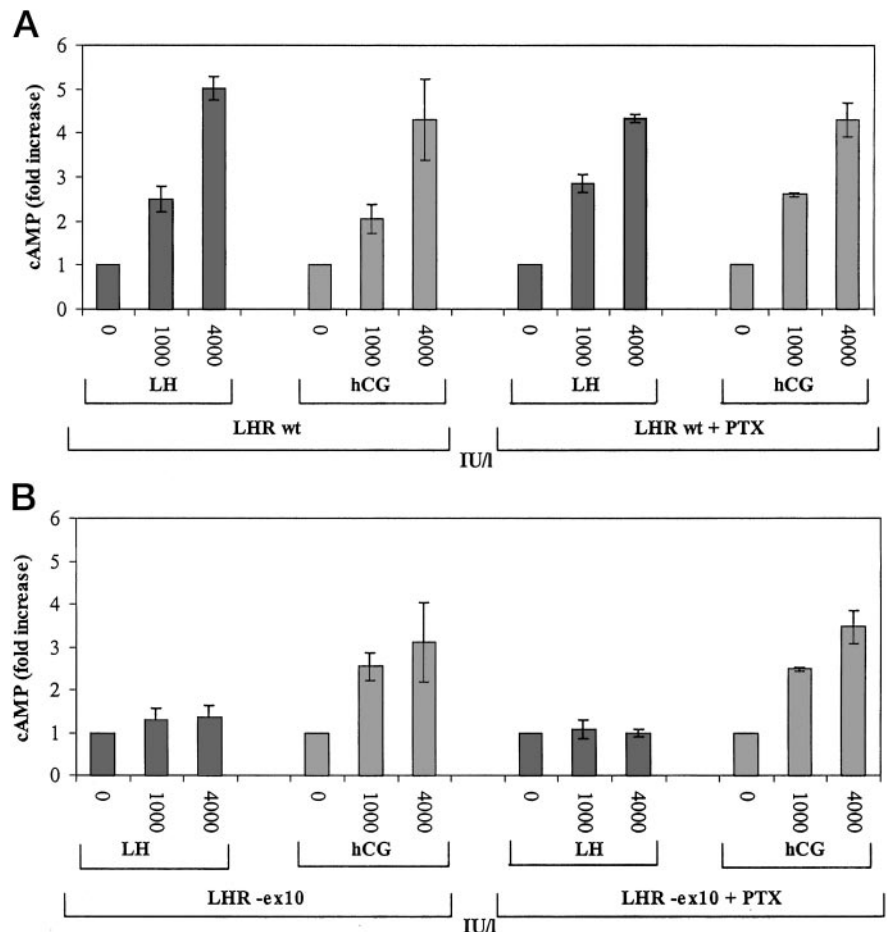 A
cAMP (fold increase)
6
5
4
3
2
1
0
0 1000 4000 0 1000 4000 0 1000 4000 0 1000 4000
LH hCG LH hCG
LHR wt LHR wt + PTX
IU/l
B
cAMP (fold increase)
6
5
4
3
2
1
0
0 1000 4000 0 1000 4000 0 1000 4000 0 1000 4000
LH hCG LH hCG
LHR -ex10 LHR -ex10 + PTX
IU/l